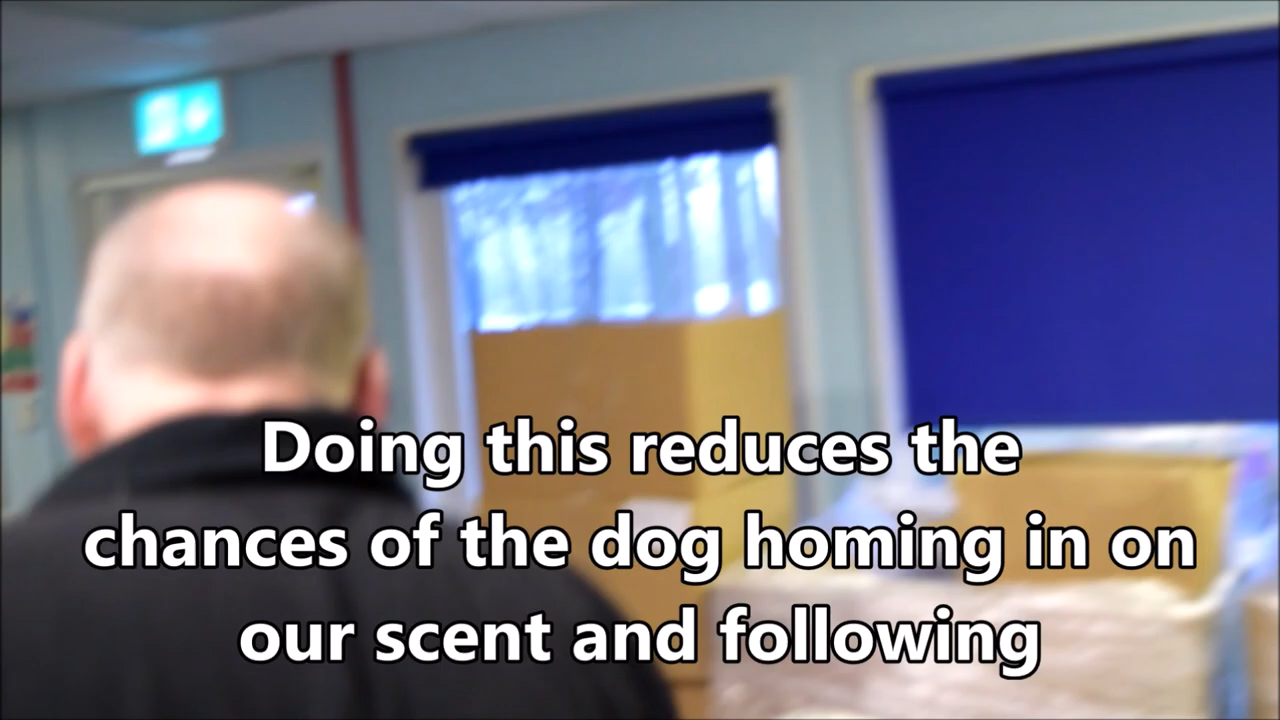 Doing this reduces the
chances of the dog homing in on
our scent and following